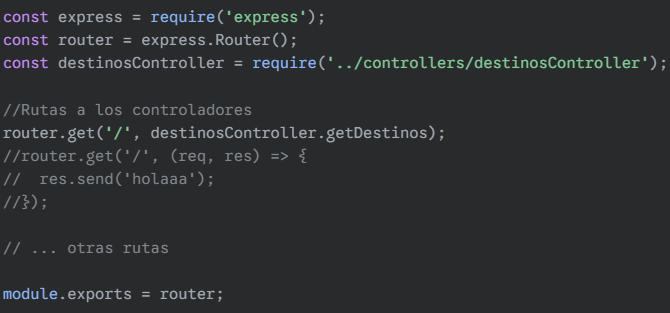 const express = require('express');
const router = express.Router();
const destinosController = require('../controllers/destinosController');
//Rutas a los controladores
router.get('/', destinosController.getDestinos);
//router.get('/', (req, res) => {
//  res.send('holaaa');
//});
// ... otras rutas
module.exports = router;